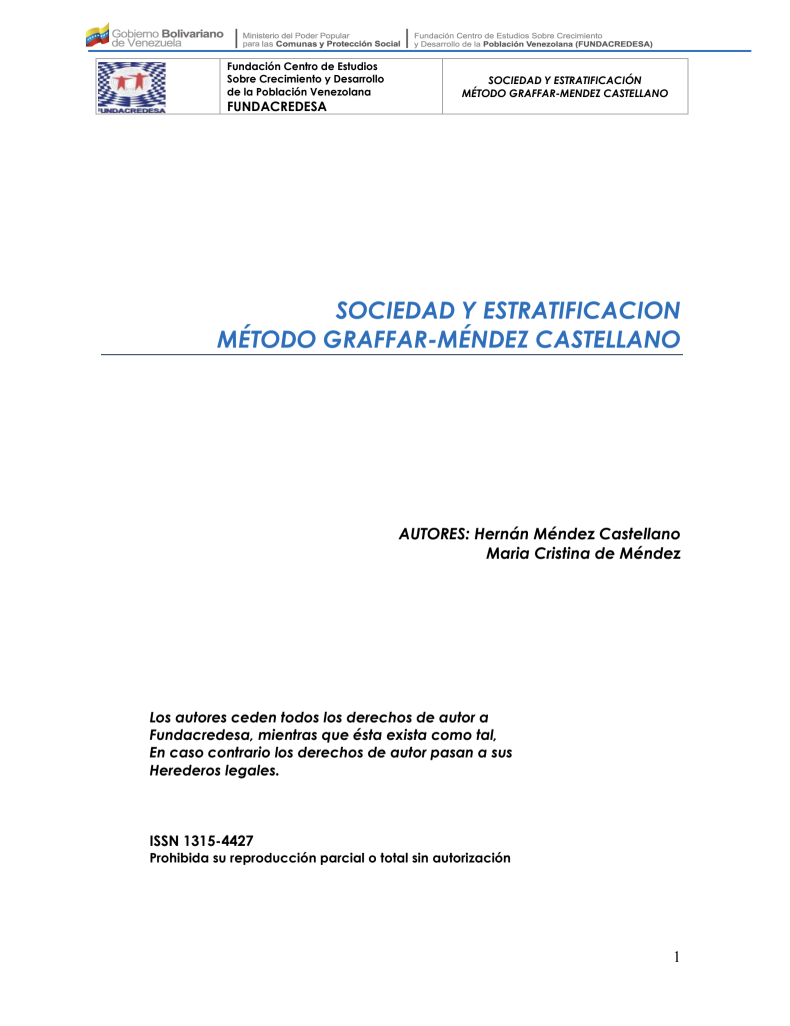 Gobierno Bolivariano
de Venezuela
Ministerio del Poder Popular
para las Comunas y Protección Social
Fundación Centro de Estudios Sobre Crecimiento
y Desarrollo de la Población Venezolana (FUNDACREDESA)
FUNDACREDESA
Fundación Centro de Estudios
Sobre Crecimiento y Desarrollo
de la Población Venezolana
FUNDACREDESA
SOCIEDAD Y ESTRATIFICACIÓN
MÉTODO GRAFFAR-MENDEZ CASTELLANO
SOCIEDAD Y ESTRATIFICACION
MÉTODO GRAFFAR-MÉNDEZ CASTELLANO
AUTORES: Hernán Méndez Castellano
Maria Cristina de Méndez
Los autores ceden todos los derechos de autor a
Fundacredesa, mientras que ésta exista como tal,
En caso contrario los derechos de autor pasan a sus
Herederos legales.
ISSN 1315-4427
Prohibida su reproducción parcial o total sin autorización
1